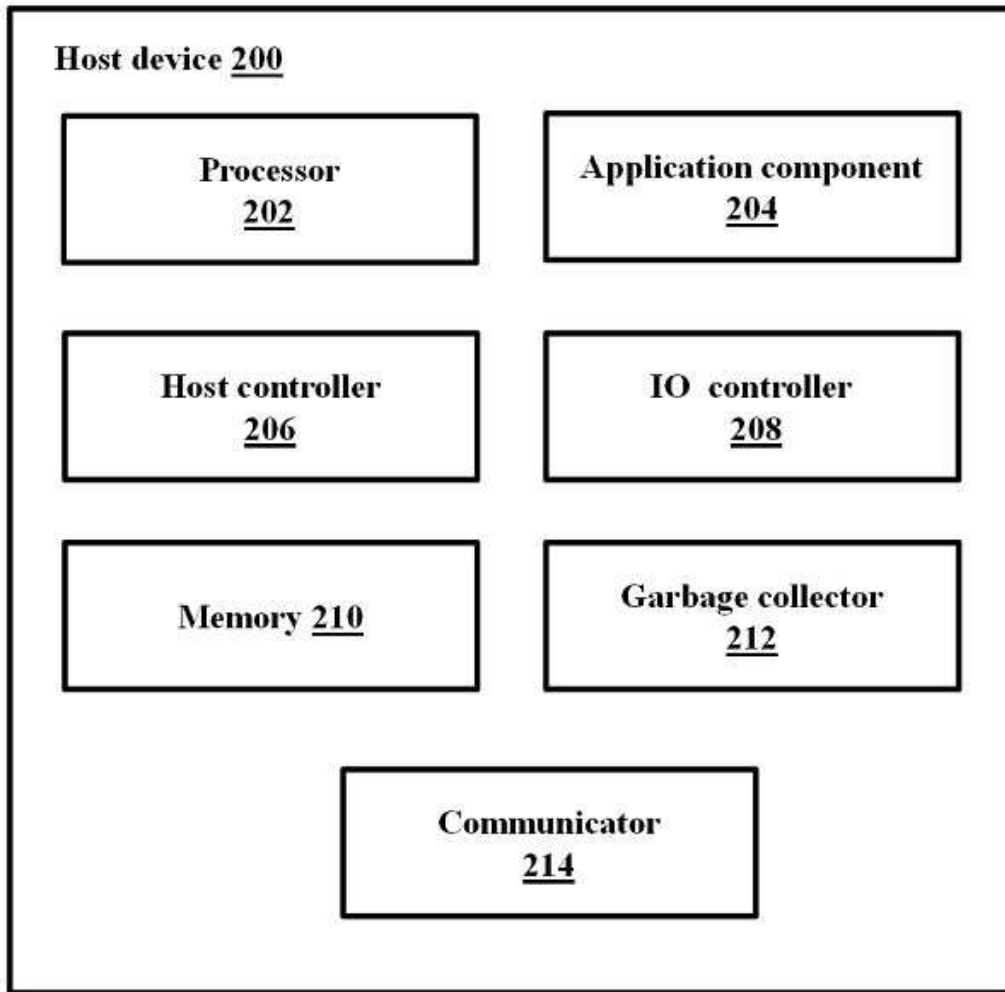 Host device 200
Processor
202
Application component
204
Host controller
206
IO controller
208
Memory 210
Garbage collector
212
Communicator
214